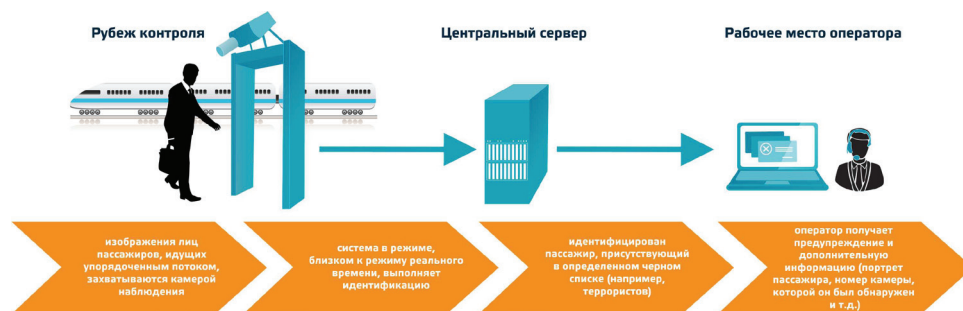 Рубеж контроля
Центральный сервер
Рабочее место оператора
изображения лиц
пассажиров, идущих
упорядоченным потоком,
захватываются камерой
наблюдения
система в режиме,
близком к режиму реального
времени, выполняет
идентификацию
идентифицирован
пассажир, присутствующий
в определенном черном
списке (например,
террористов)
оператор получает
предупреждение и
дополнительную
информацию (портрет
пассажира, номер камеры,
которой он был обнаружен
и т.д.)